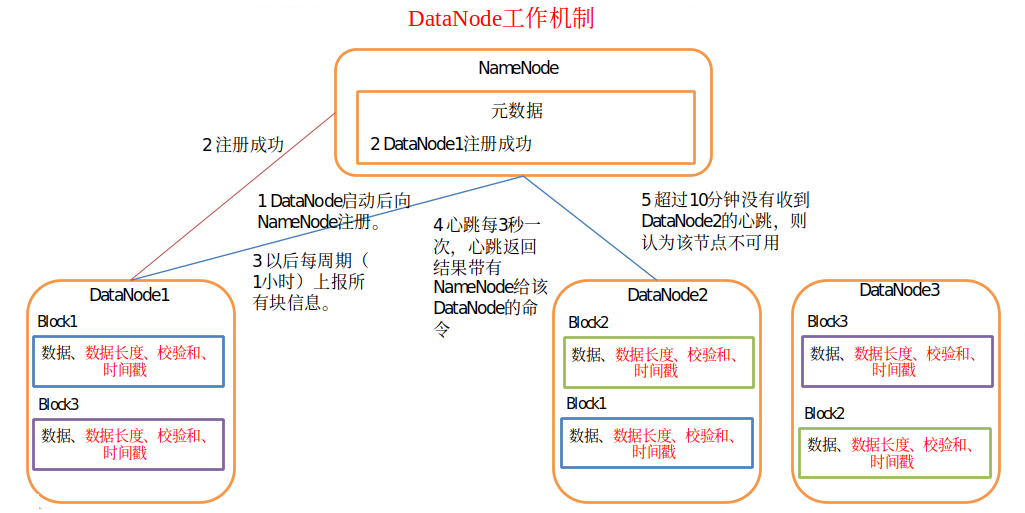 DataNode工作机制
NameNode
元数据
2 DataNode1注册成功
2 注册成功
1 DataNode启动后向
NameNode注册。
3 以后每周期（
1小时）上报所
有块信息。
4 心跳每3秒一
次，心跳返回
结果带有
NameNode给该
DataNode的命
令
5 超过10分钟没有收到
DataNode2的心跳，则
认为该节点不可用
DataNode1
Block1
数据、数据长度、校验和、
时间戳
Block3
数据、数据长度、校验和、
时间戳
DataNode2
Block2
数据、数据长度、校验和、
时间戳
Block1
数据、数据长度、校验和、
时间戳
DataNode3
Block3
数据、数据长度、校验和、
时间戳
Block2
数据、数据长度、校验和、
时间戳